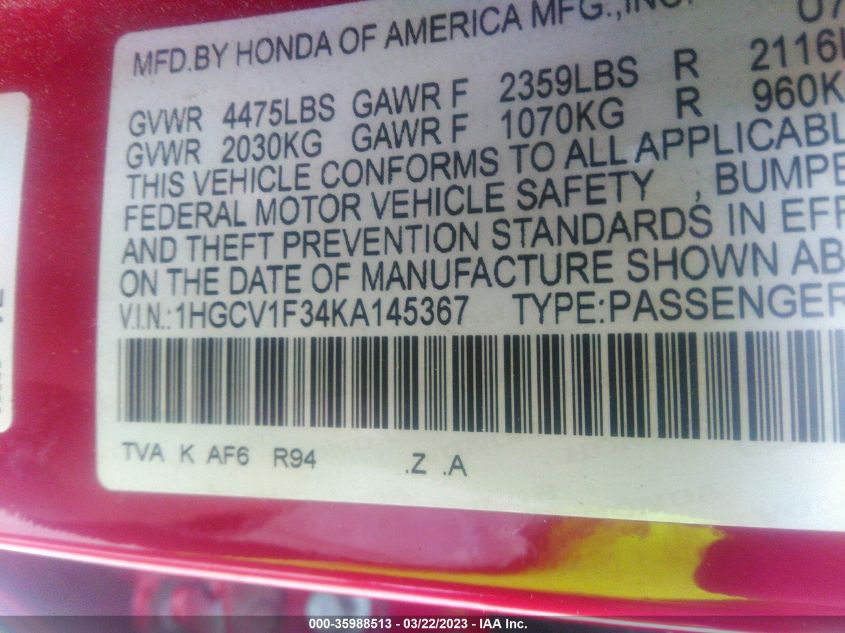 MFD.BY HONDA OF AMERICA MFG.,INC. 07
GVWR 4475LBS GAWR F 2359LBS R 2116L
GVWR 2030KG GAWR F 1070KG R 960K
THIS VEHICLE CONFORMS TO ALL APPLICABL
FEDERAL MOTOR VEHICLE SAFETY , BUMPE
AND THEFT PREVENTION STANDARDS IN EFF
ON THE DATE OF MANUFACTURE SHOWN AB
V.I.N.:1HGCV1F34KA145367 TYPE:PASSENGER
TVA K AF6 R94 .Z .A
000-35988513 - 03/22/2023 - IAA Inc.